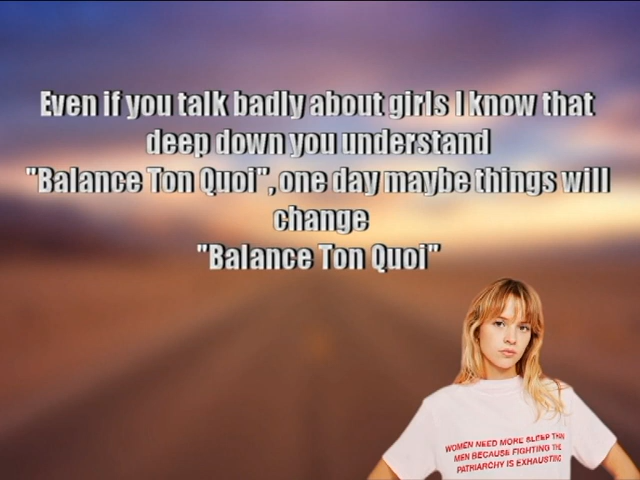 Even if you talk badly about girls I know that
deep down you understand
"Balance Ton Quoi", one day maybe things will
change
"Balance Ton Quoi"
WOMEN NEED MORE SLEEP THAN
MEN BECAUSE FIGHTING THE
PATRIARCHY IS EXHAUSTING